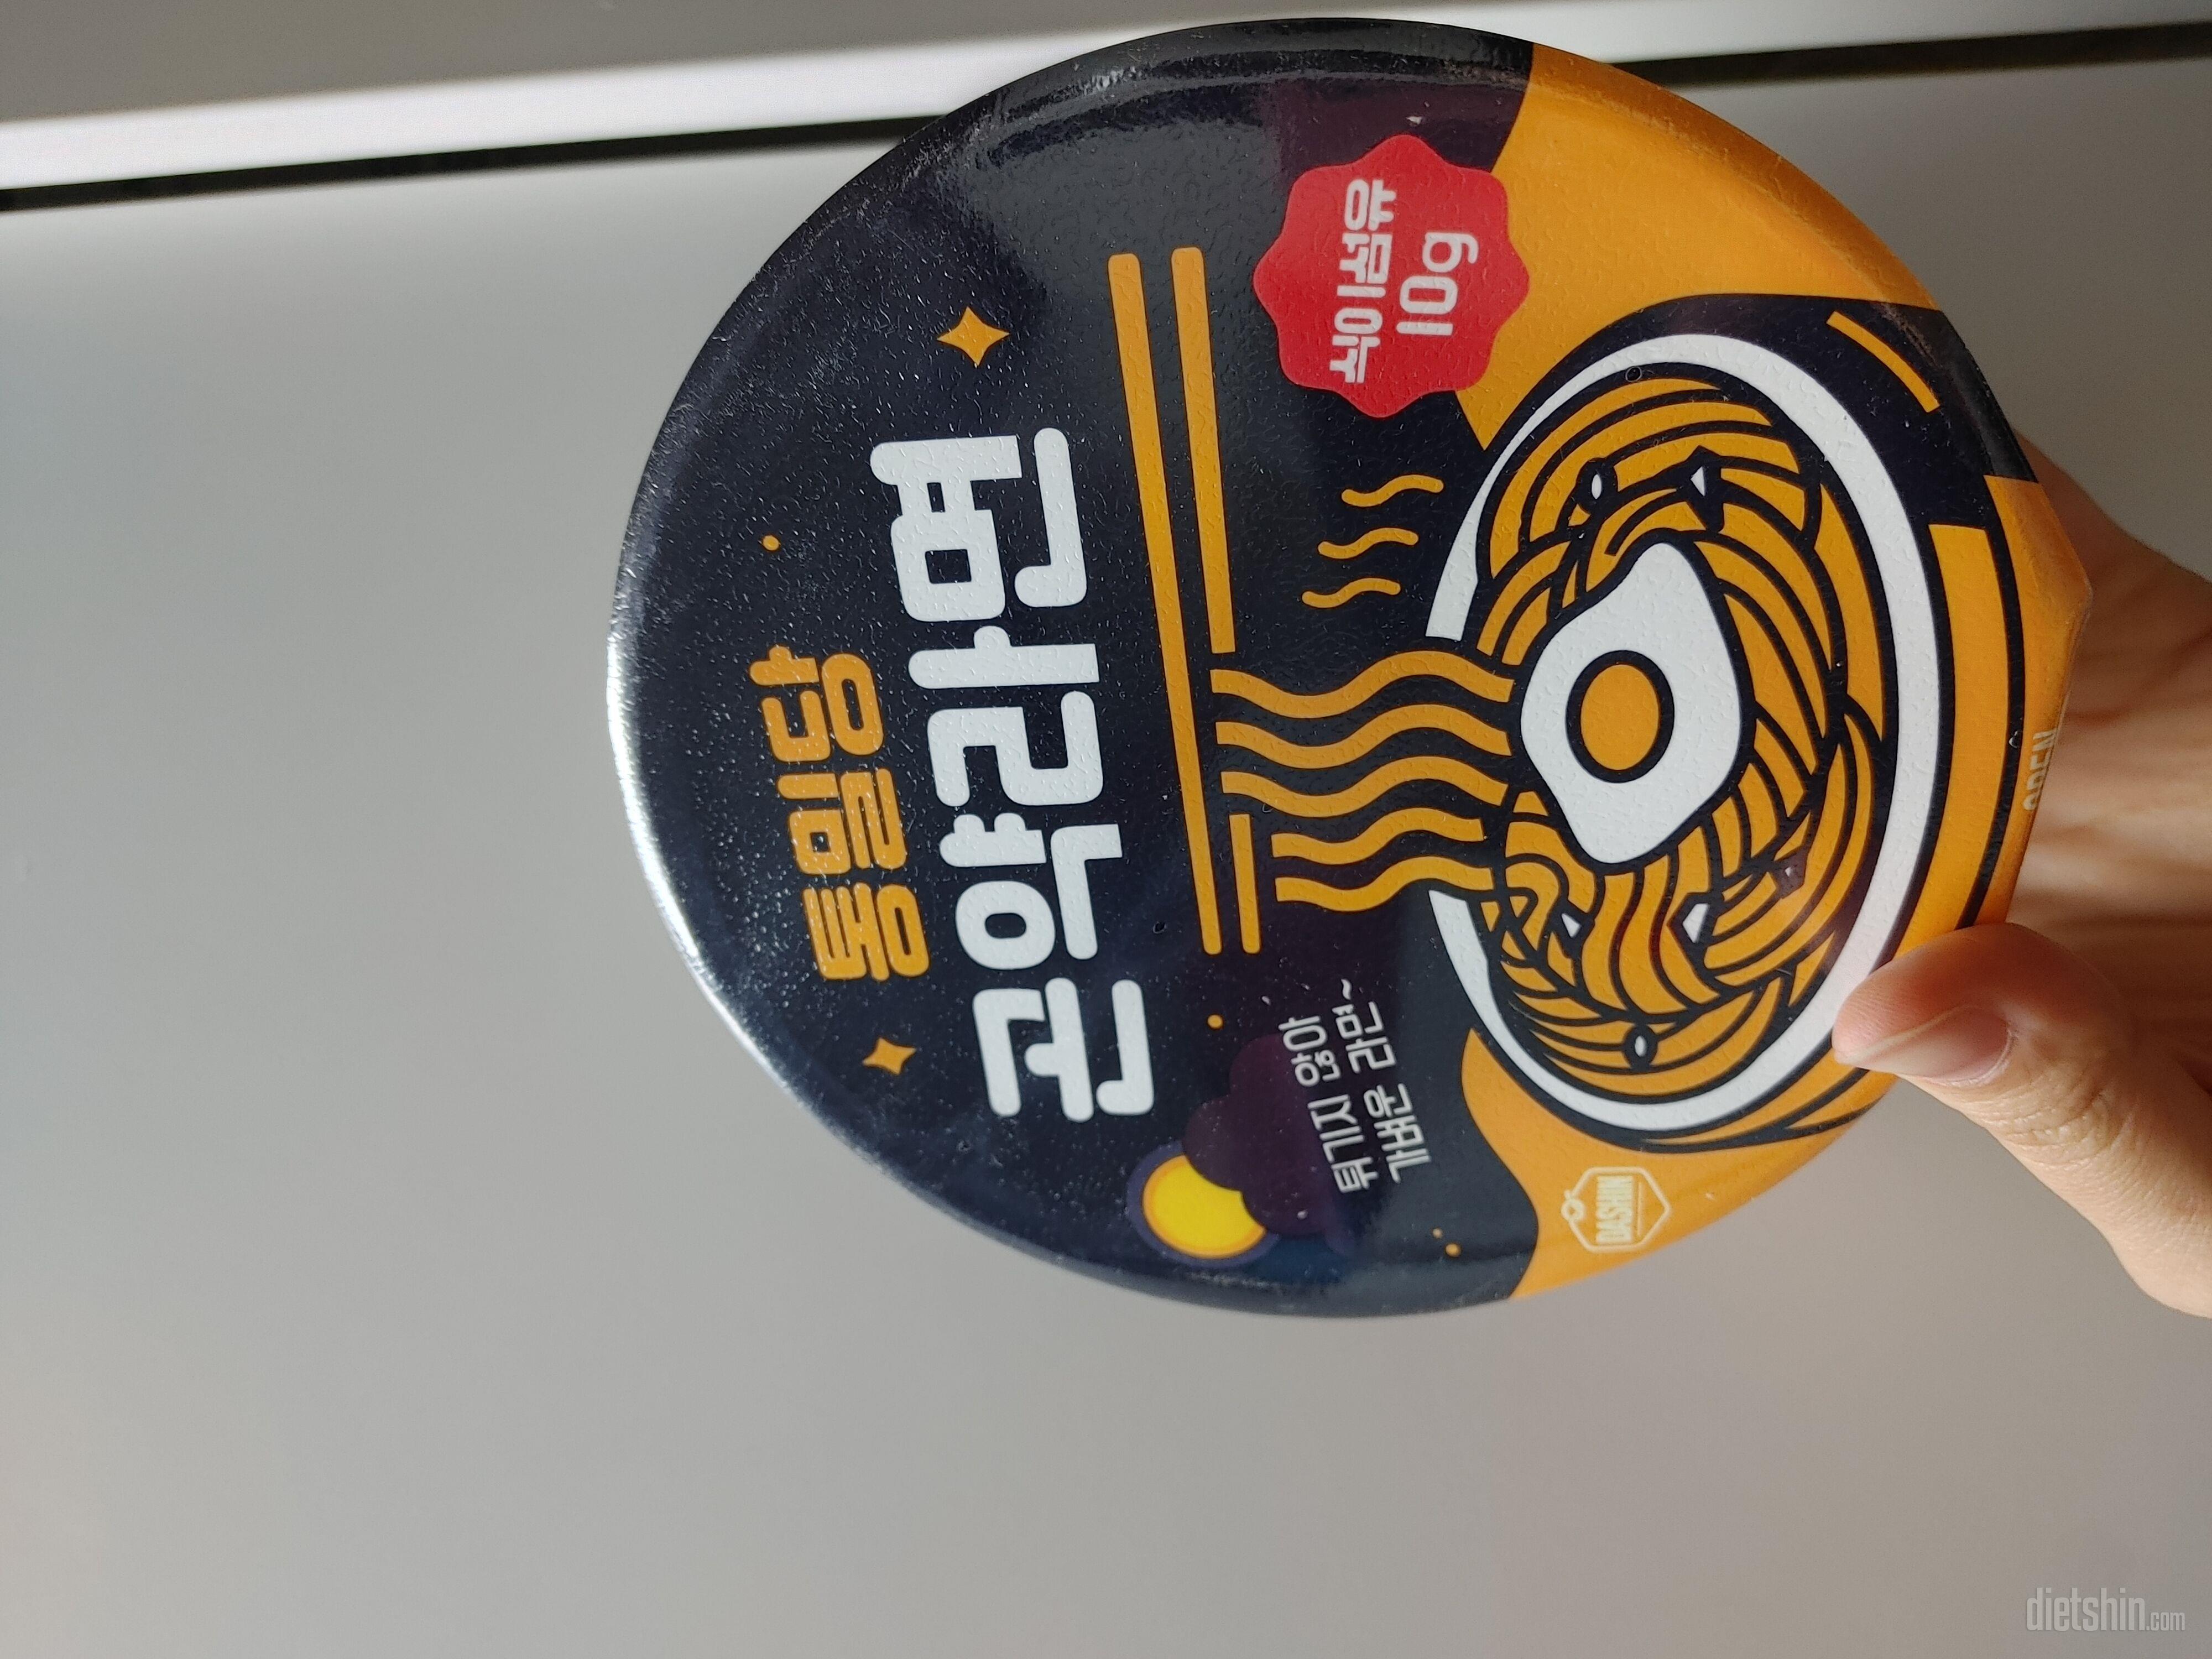 통밀당
곤약라면
식이섬유
10g
튀기지 않아
가벼운 라면~
DASHIN
OPEN
dietshin.com